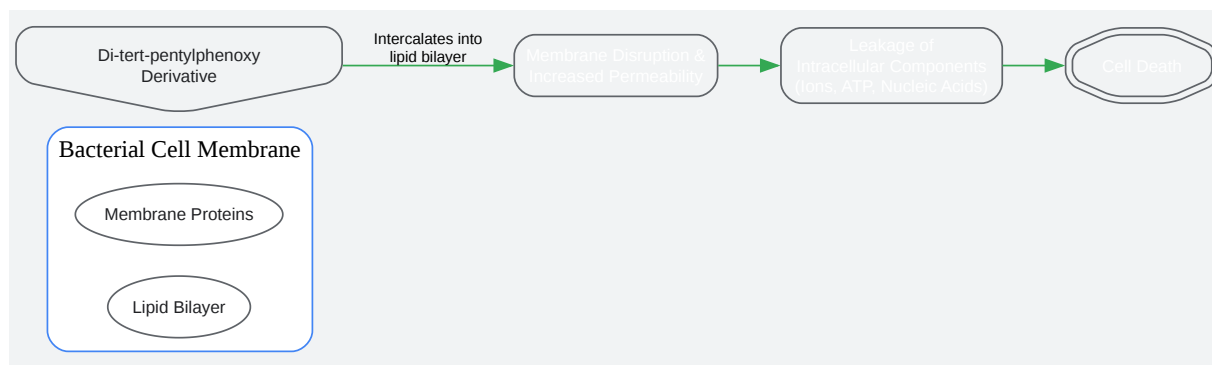 Di-tert-pentylphenoxy
Derivative
Intercalates into
lipid bilayer
Membrane Disruption &
Increased Permeability
Leakage of
Intracellular Components
(Ions, ATP, Nucleic Acids)
Cell Death
Bacterial Cell Membrane
Membrane Proteins
Lipid Bilayer